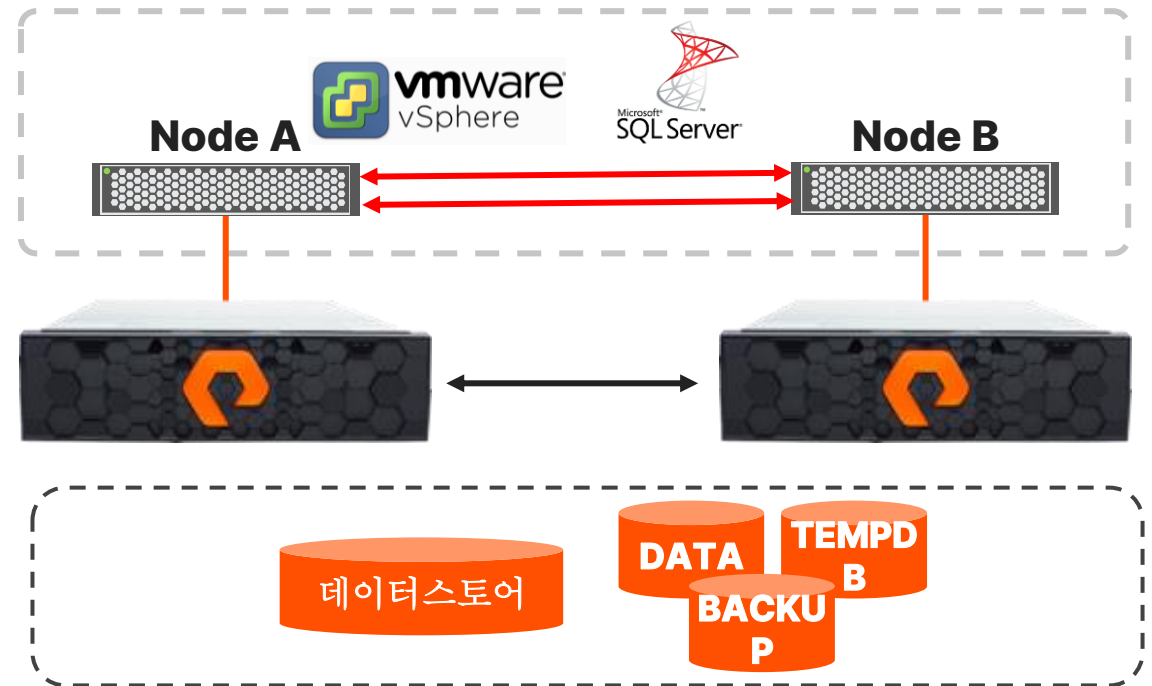 vmware
vSphere
Microsoft
SQL Server
Node A
Node B
데이터스토어
DATA
TEMPD
B
BACKU
P